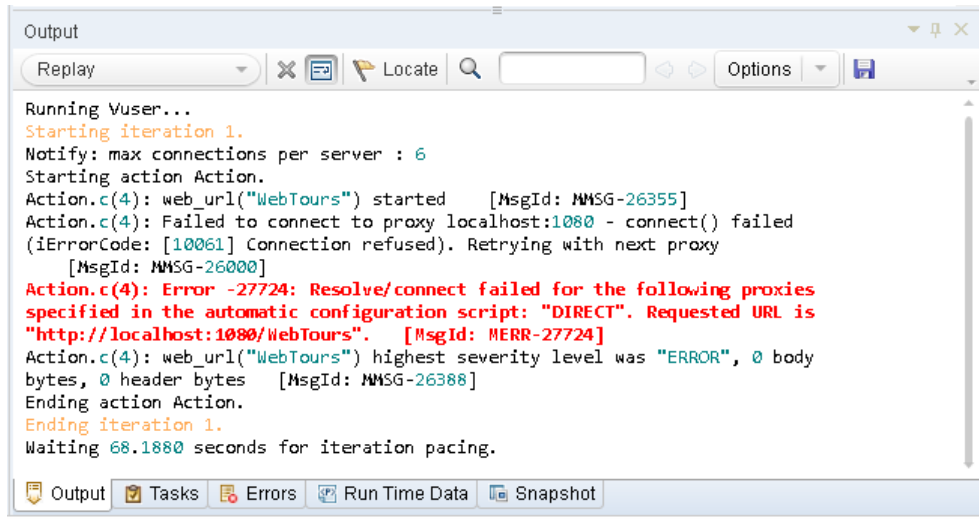 Output
Replay
Locate
Options
Running Vuser...
Starting iteration 1.
Notify: max connections per server : 6
Starting action Action.
Action.c(4): web_url("WebTours") started    [MsgId: MMSG-26355]
Action.c(4): Failed to connect to proxy localhost:1080 - connect() failed
(iErrorCode: [10061] Connection refused). Retrying with next proxy
[MsgId: MMSG-26000]
Action.c(4): Error -27724: Resolve/connect failed for the following proxies
specified in the automatic configuration script: "DIRECT". Requested URL is
"http://localhost:1080/WebTours".    [MsgId: MERR-27724]
Action.c(4): web_url("WebTours") highest severity level was "ERROR", 0 body
bytes, 0 header bytes    [MsgId: MMSG-26388]
Ending action Action.
Ending iteration 1.
Waiting 68.1880 seconds for iteration pacing.
Output Tasks Errors Run Time Data Snapshot